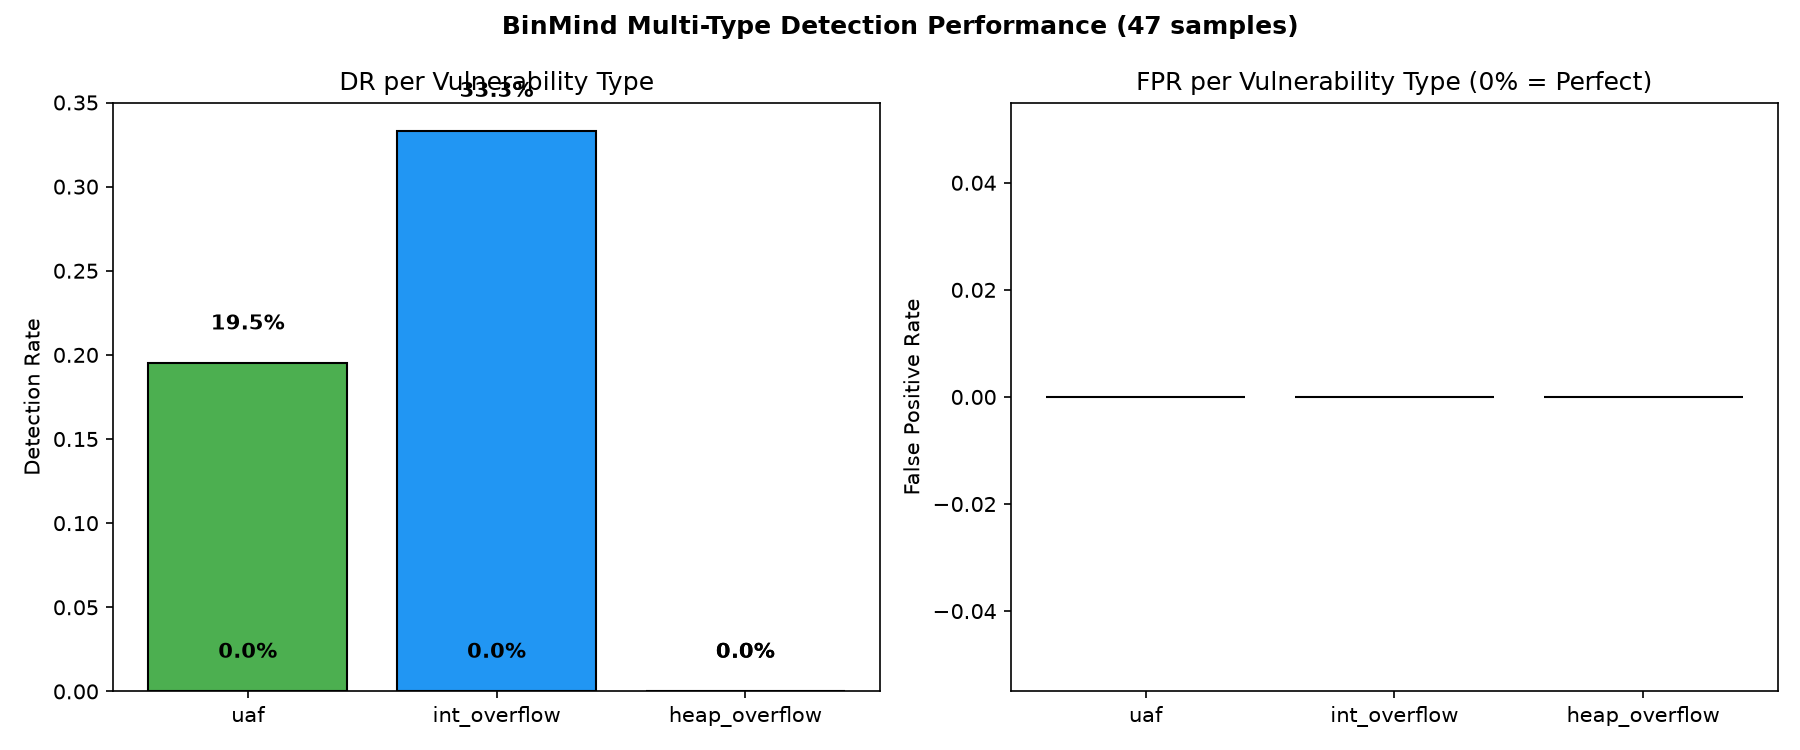 BinMind Multi-Type Detection Performance (47 samples)
DR per Vulnerability Type
33.3%
0.35
0.30
0.25
0.20
0.15
0.10
0.05
0.00
Detection Rate
19.5%
0.0%
0.0%
0.0%
uaf
int_overflow
heap_overflow
FPR per Vulnerability Type (0% = Perfect)
0.04
0.02
0.00
−0.02
−0.04
False Positive Rate
uaf
int_overflow
heap_overflow